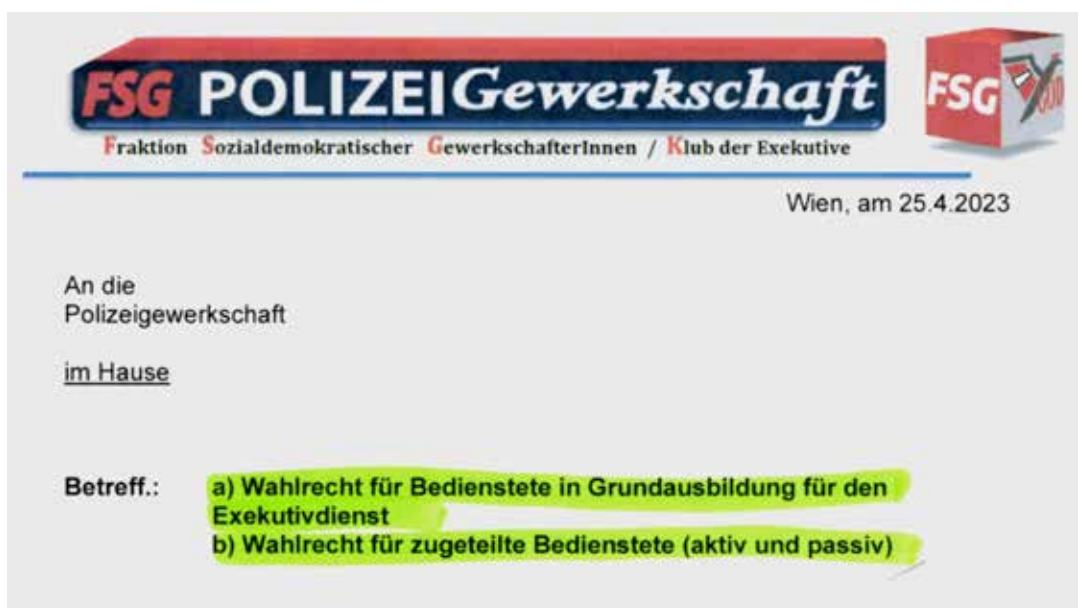 FSG POLIZEIGewerkschaft
FSG
Fraktion Sozialdemokratischer GewerkschafterInnen / Klub der Exekutive
Wien, am 25.4.2023
An die
Polizeigewerkschaft
im Hause
Betreff.: a) Wahlrecht für Bedienstete in Grundausbildung für den
Exekutivdienst
b) Wahlrecht für zugeteilte Bedienstete (aktiv und passiv)